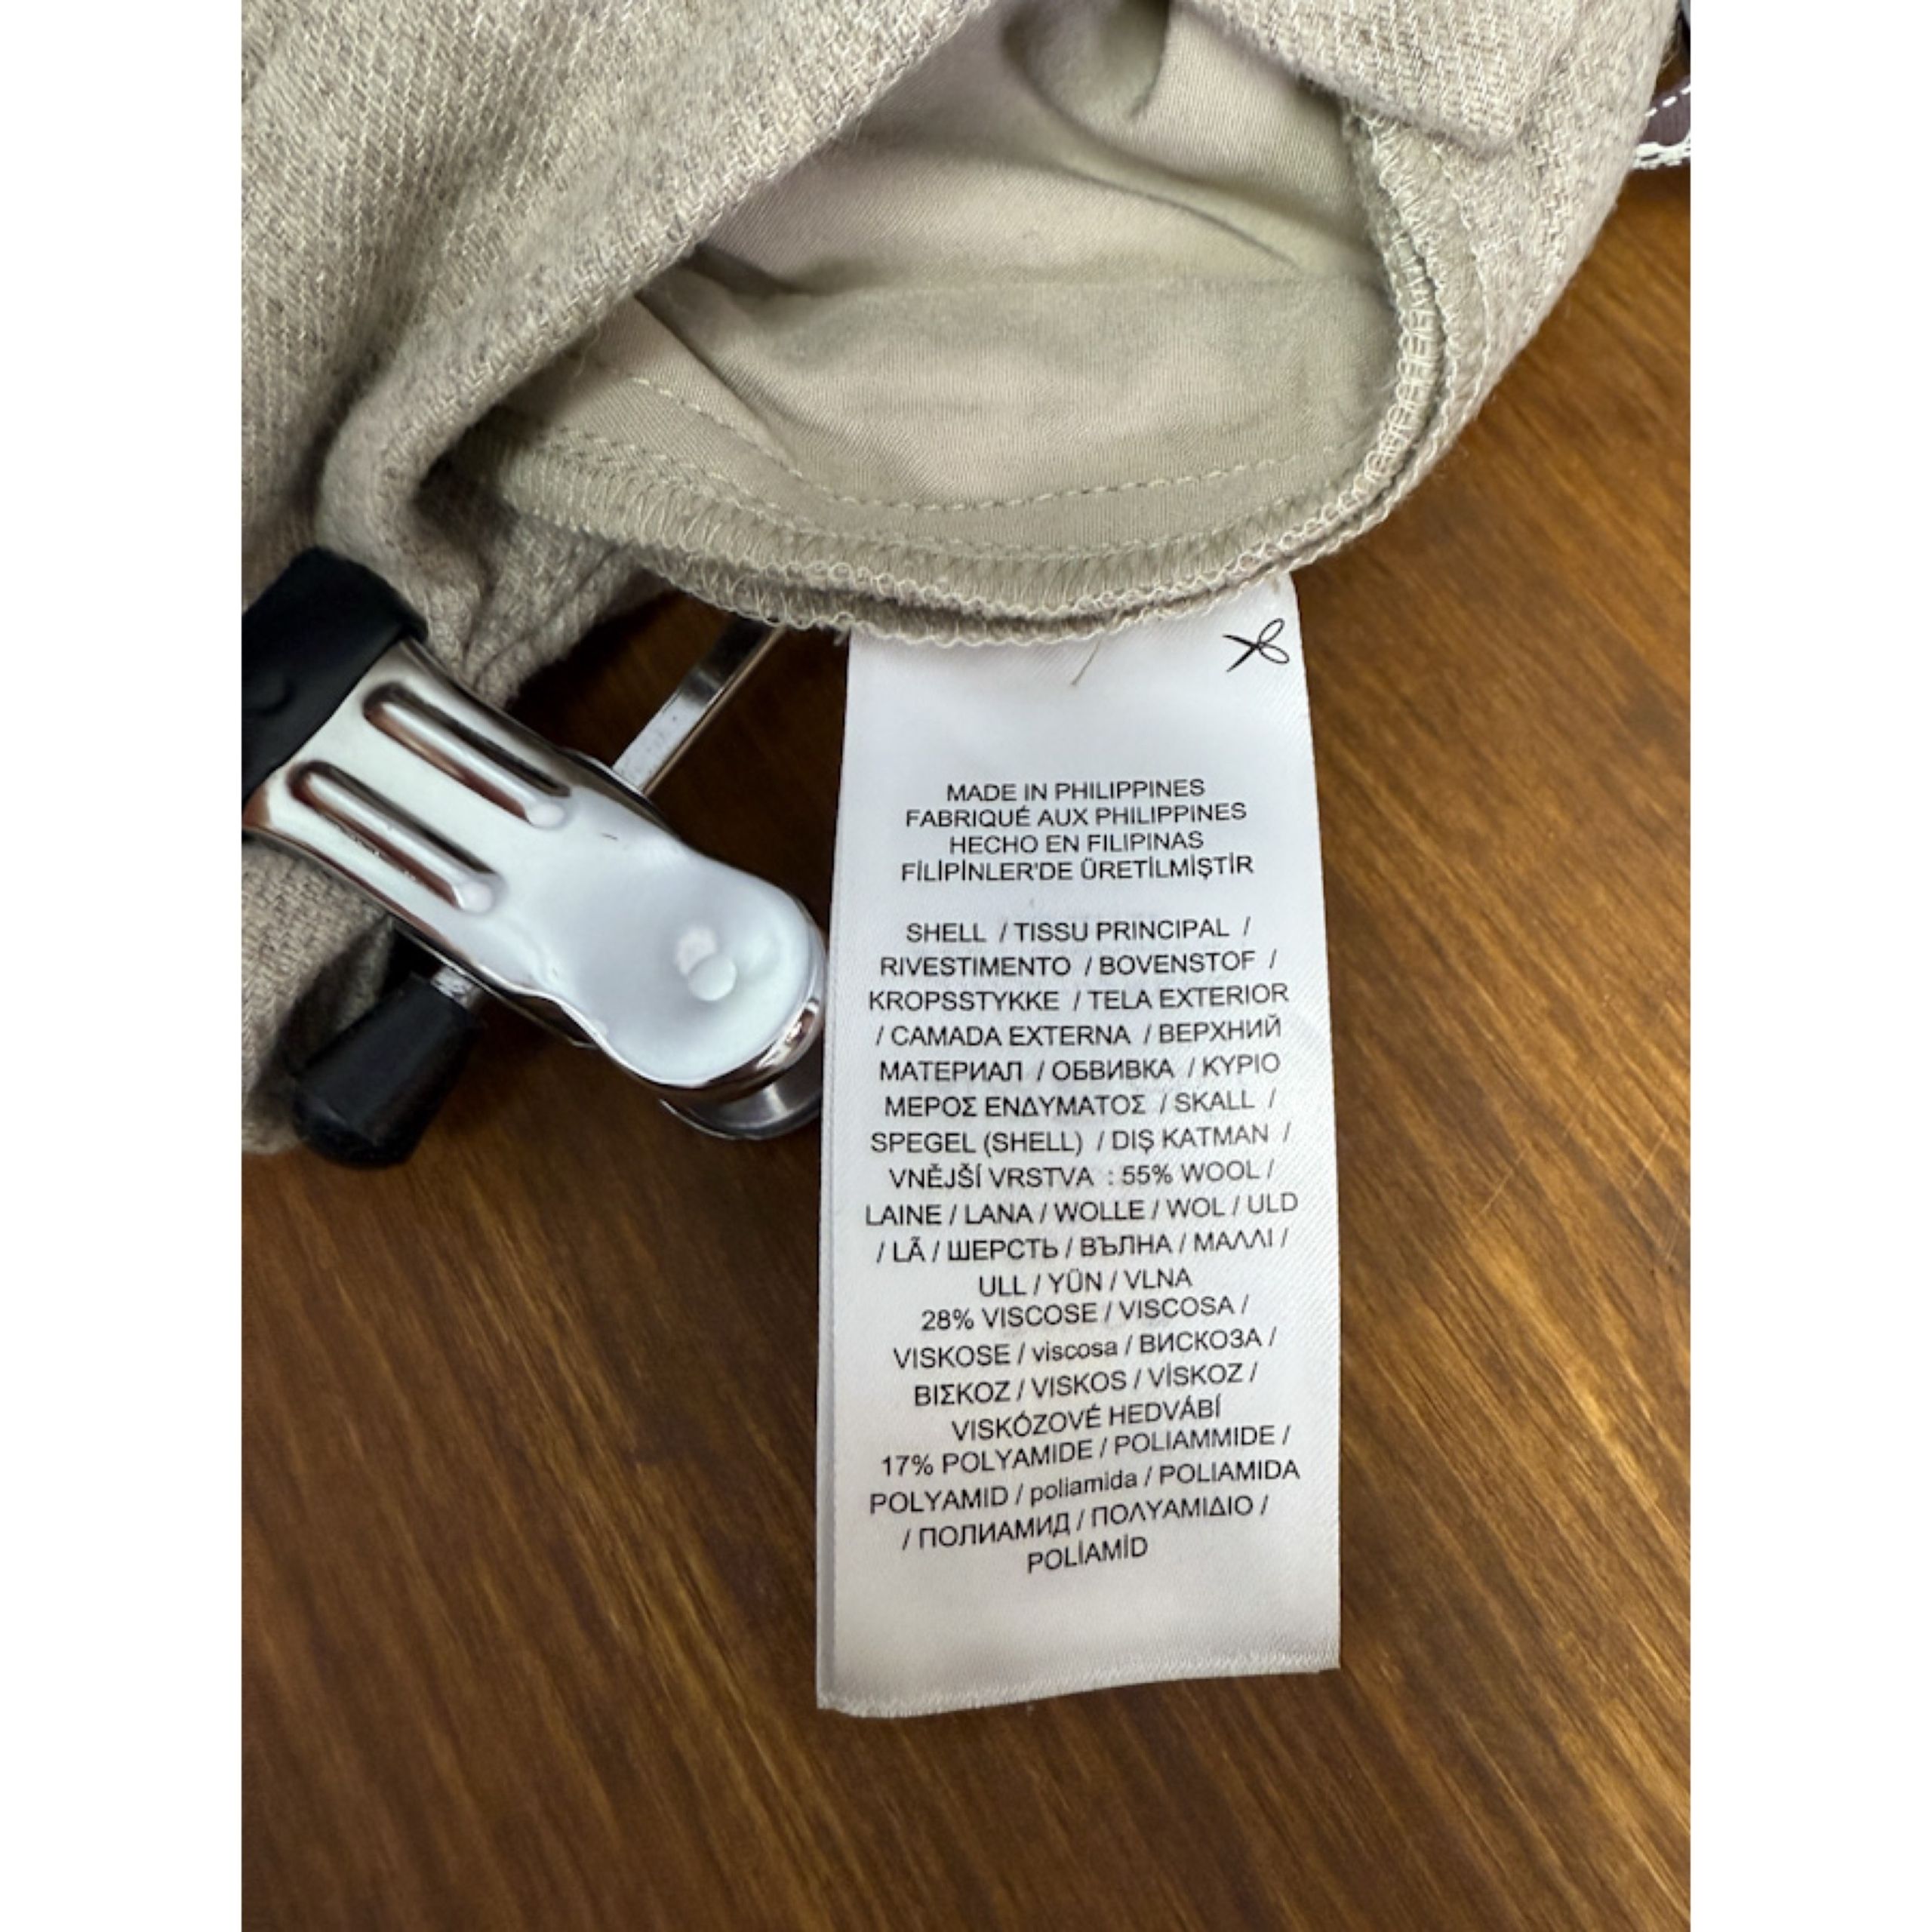 MADE IN PHILIPPINES
FABRIQUÉ AUX PHILIPPINES
HECHO EN FILIPINAS
FİLİPİNLER'DE ÜRETİLMİŞTİR
SHELL / TISSU PRINCIPAL /
RIVESTIMENTO / BOVENSTOF /
KROPSSTYKKE / TELA EXTERIOR
/ CAMADA EXTERNA / ВЕРХНИЙ
МАТЕРИАЛ / ОБВИВКА / ΚΥΡΙΟ
ΜΕΡΟΣ ΕΝΔΥΜΑΤΟΣ / SKALL /
SPEGEL (SHELL) / DIŞ KATMAN /
VNĚJŠÍ VRSTVA : 55% WOOL /
LAINE / LANA / WOLLE / WOL / ULD
/ LÃ / ШЕРСТЬ / ВЪЛНА / ΜΑΛΛΙ /
ULL / YÜN / VLNA
28% VISCOSE / VISCOSA /
VISKOSE / viscosa / ВИСКОЗА /
ΒΙΣΚΟΖ / VISKOS / VİSKOZ /
VISKÓZOVÉ HEDVÁBÍ
17% POLYAMIDE / POLIAMMIDE /
POLYAMID / poliamida / POLIAMIDA
/ ПОЛИАМИД / ΠΟΛΥΑΜΙΔΙΟ /
POLİAMİD